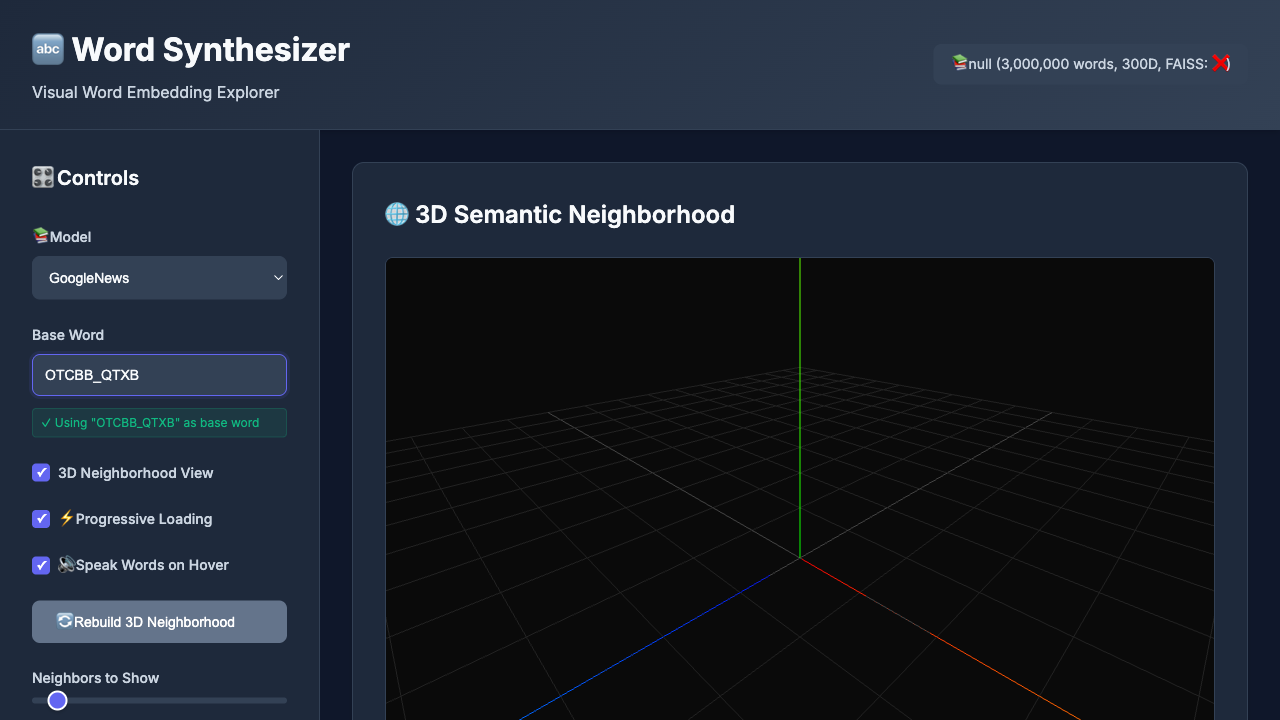 abc Word Synthesizer
Visual Word Embedding Explorer
null (3,000,000 words, 300D, FAISS: ❌)
Controls
Model
GoogleNews
Base Word
OTCBB_QTXB
✓ Using "OTCBB_QTXB" as base word
3D Neighborhood View
⚡Progressive Loading
Speak Words on Hover
Rebuild 3D Neighborhood
Neighbors to Show
3D Semantic Neighborhood